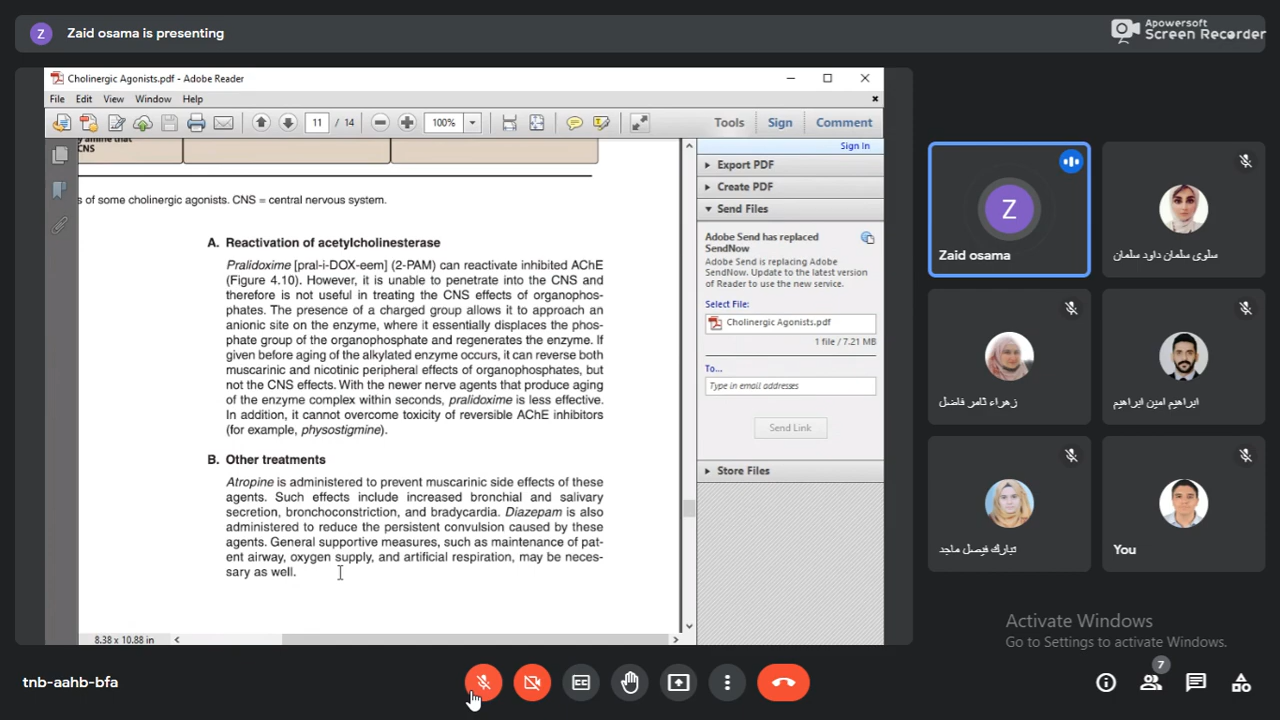 Z
Zaid osama is presenting
Apowersoft
Screen Recorder
Cholinergic Agonists.pdf - Adobe Reader
File Edit View Window Help
11 / 14
100%
Tools Sign Comment
CNS
s of some cholinergic agonists. CNS = central nervous system.
A. Reactivation of acetylcholinesterase
Pralidoxime [pral-i-DOX-eem] (2-PAM) can reactivate inhibited AChE
(Figure 4.10). However, it is unable to penetrate into the CNS and
therefore is not useful in treating the CNS effects of organophos-
phates. The presence of a charged group allows it to approach an
anionic site on the enzyme, where it essentially displaces the phos-
phate group of the organophosphate and regenerates the enzyme. If
given before aging of the alkylated enzyme occurs, it can reverse both
muscarinic and nicotinic peripheral effects of organophosphates, but
not the CNS effects. With the newer nerve agents that produce aging
of the enzyme complex within seconds, pralidoxime is less effective.
In addition, it cannot overcome toxicity of reversible AChE inhibitors
(for example, physostigmine).
B. Other treatments
Atropine is administered to prevent muscarinic side effects of these
agents. Such effects include increased bronchial and salivary
secretion, bronchoconstriction, and bradycardia. Diazepam is also
administered to reduce the persistent convulsion caused by these
agents. General supportive measures, such as maintenance of pat-
ent airway, oxygen supply, and artificial respiration, may be neces-
sary as well.
8.38 x 10.88 in
Sign In
Export PDF
Create PDF
Send Files
Adobe Send has replaced
SendNow
Adobe Send is replacing Adobe
SendNow. Update to the latest version
of Reader to use the new service.
Select File:
Cholinergic Agonists.pdf
1 file / 7.21 MB
To...
Type in email addresses
Send Link
Store Files
Z
Zaid osama
سلوى سلمان داود سلمان
زهراء ثامر فاضل
ابراهيم امين ابراهيم
تبارك فيصل ماجد
You
Activate Windows
Go to Settings to activate Windows.
tnb-aahb-bfa
CC
7